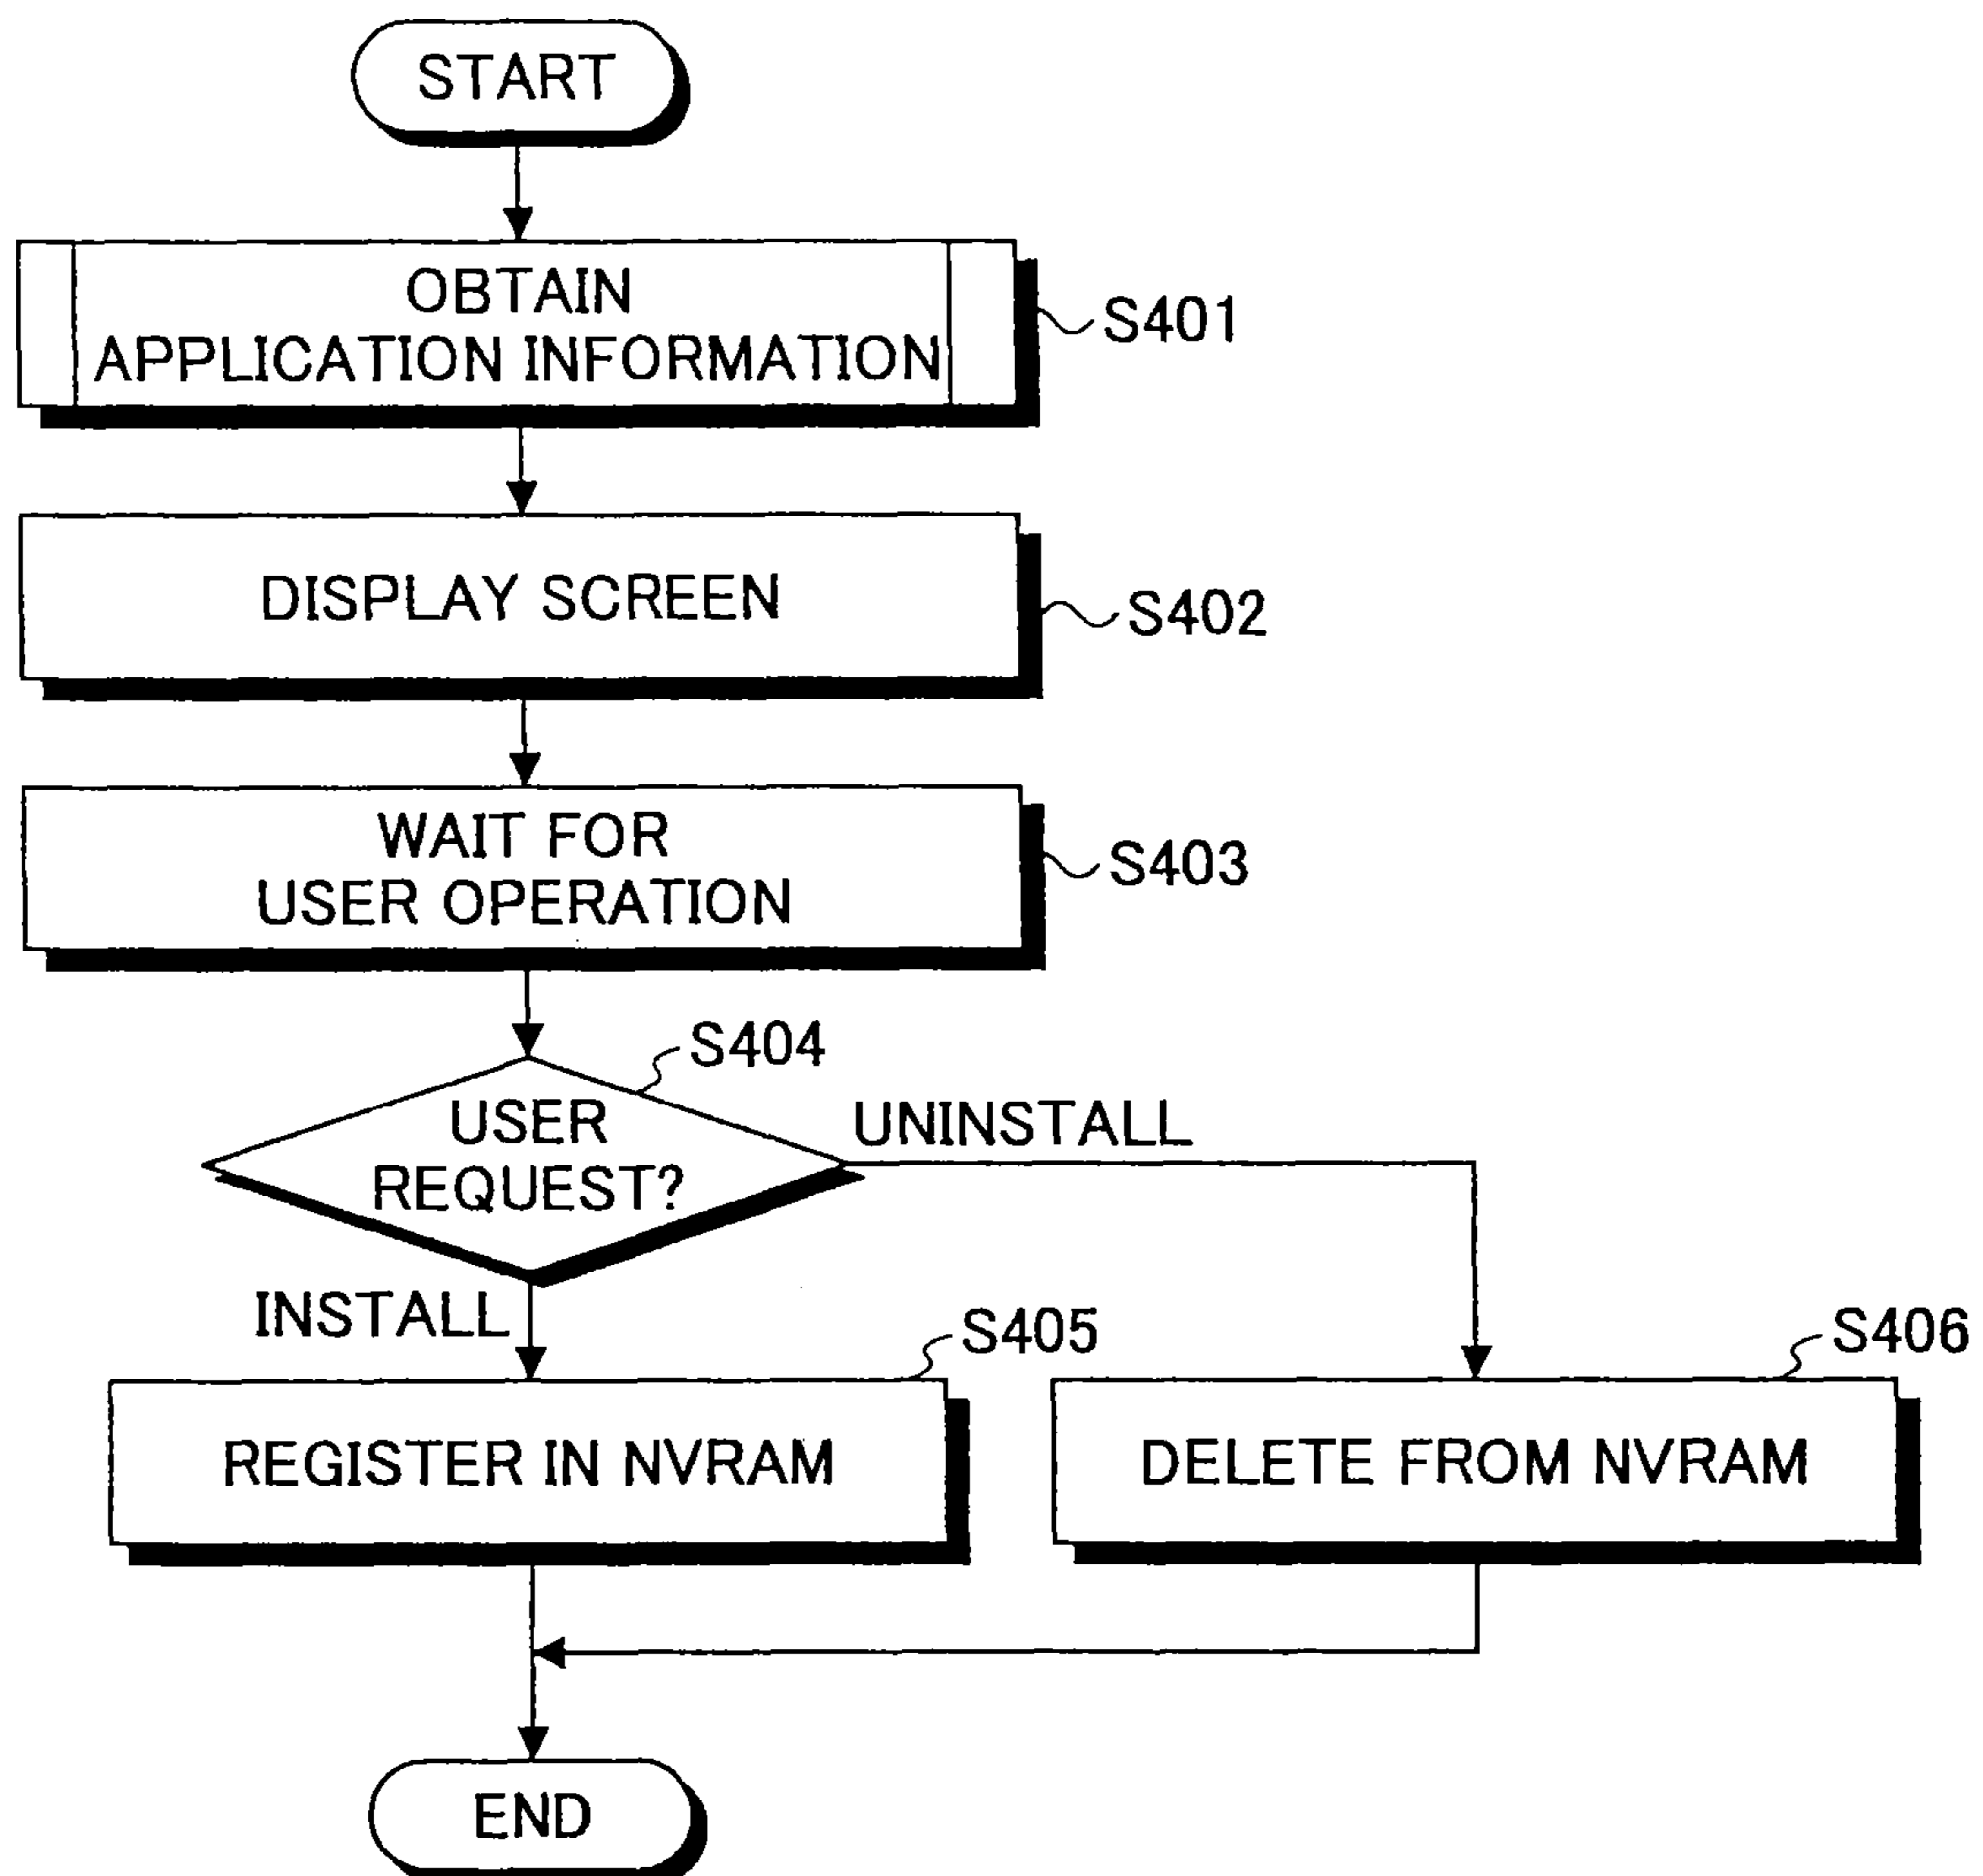 START
OBTAIN
APPLICATION INFORMATION
S401
DISPLAY SCREEN
S402
WAIT FOR
USER OPERATION
S403
S404
USER
REQUEST?
UNINSTALL
INSTALL
S405
S406
REGISTER IN NVRAM
DELETE FROM NVRAM
END